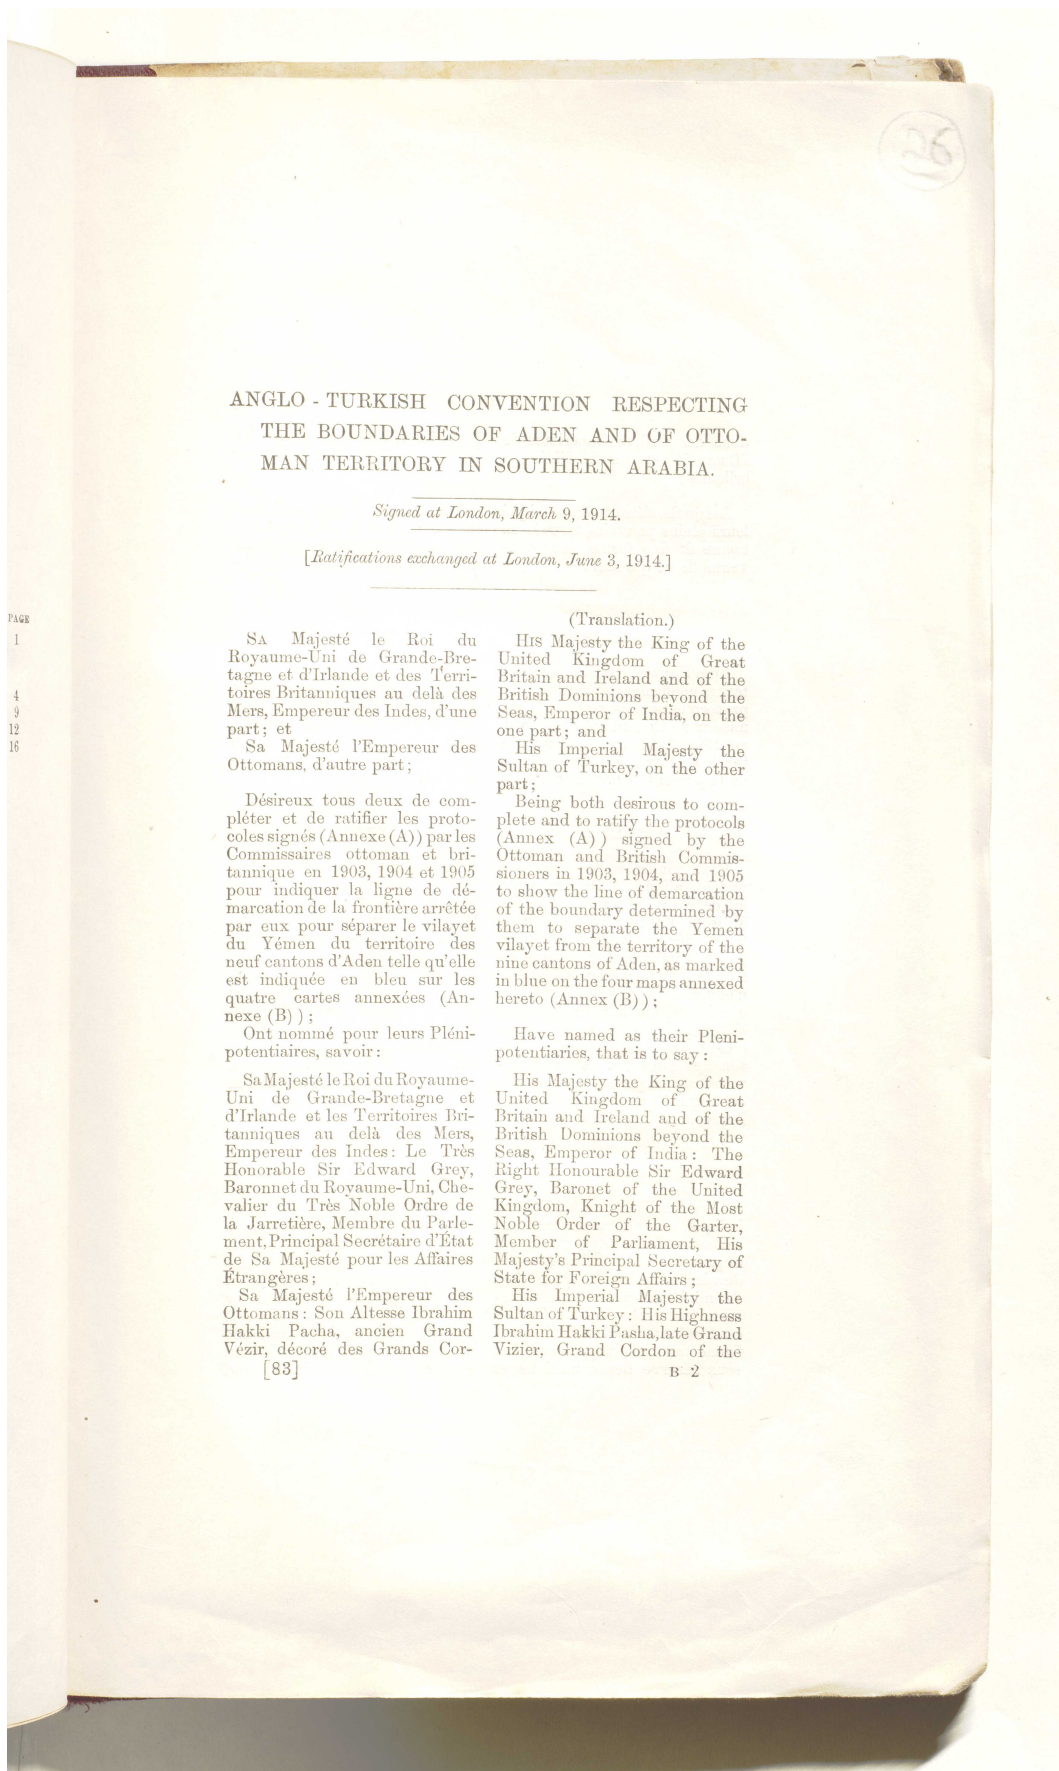 PAGE
1
4
9
12
16
26
ANGLO - TURKISH CONVENTION RESPECTING
THE BOUNDARIES OF ADEN AND OF OTTO-
MAN TERRITORY IN SOUTHERN ARABIA.
Signed at London, March 9, 1914.
[Ratifications exchanged at London, June 3, 1914.]
SA Majesté le Roi du
Royaume-Uni de Grande-Bre-
tagne et d'Irlande et des Terri-
toires Britanniques au delà des
Mers, Empereur des Indes, d'une
part; et
Sa Majesté l'Empereur des
Ottomans, d'autre part;
Désireux tous deux de com-
pléter et de ratifier les proto-
coles signés (Annexe (A)) par les
Commissaires ottoman et bri-
tannique en 1903, 1904 et 1905
pour indiquer la ligne de dé-
marcation de la frontière arrêtée
par eux pour séparer le vilayet
du Yémen du territoire des
neuf cantons d'Aden telle qu'elle
est indiquée en bleu sur les
quatre cartes annexées (An-
nexe (B) );
Ont nommé pour leurs Pléni-
potentiaires, savoir:
Sa Majesté le Roi du Royaume-
Uni de Grande-Bretagne et
d'Irlande et les Territoires Bri-
tanniques au delà des Mers,
Empereur des Indes: Le Très
Honorable Sir Edward Grey,
Baronnet du Royaume-Uni, Che-
valier du Très Noble Ordre de
la Jarretière, Membre du Parle-
ment, Principal Secrétaire d'État
de Sa Majesté pour les Affaires
Étrangères;
Sa Majesté l'Empereur des
Ottomans: Son Altesse Ibrahim
Hakki Pacha, ancien Grand
Vézir, décoré des Grands Cor-
[83]
(Translation.)
HIS Majesty the King of the
United Kingdom of Great
Britain and Ireland and of the
British Dominions beyond the
Seas, Emperor of India, on the
one part; and
His Imperial Majesty the
Sultan of Turkey, on the other
part;
Being both desirous to com-
plete and to ratify the protocols
(Annex (A) ) signed by the
Ottoman and British Commis-
sioners in 1903, 1904, and 1905
to show the line of demarcation
of the boundary determined by
them to separate the Yemen
vilayet from the territory of the
nine cantons of Aden, as marked
in blue on the four maps annexed
hereto (Annex (B) );
Have named as their Pleni-
potentiaries, that is to say:
His Majesty the King of the
United Kingdom of Great
Britain and Ireland and of the
British Dominions beyond the
Seas, Emperor of India: The
Right Honourable Sir Edward
Grey, Baronet of the United
Kingdom, Knight of the Most
Noble Order of the Garter,
Member of Parliament, His
Majesty's Principal Secretary of
State for Foreign Affairs;
His Imperial Majesty the
Sultan of Turkey: His Highness
Ibrahim Hakki Pasha, late Grand
Vizier, Grand Cordon of the
B 2